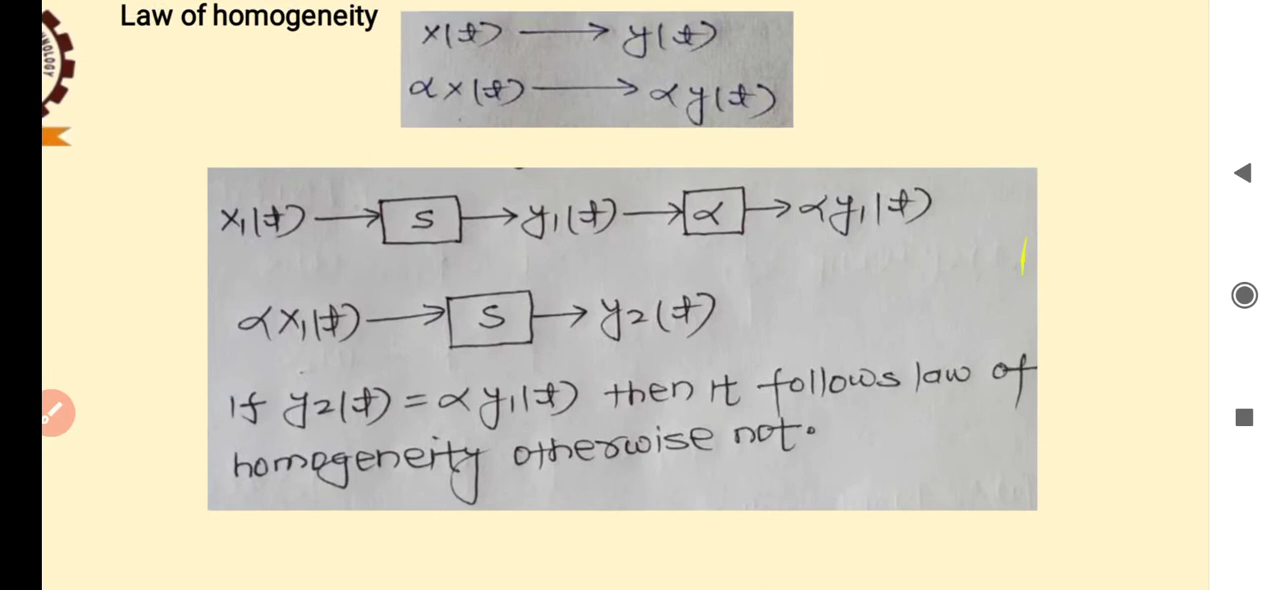 Law of homogeneity
x(t) → y(t)
αx(t) → αy(t)
x₁(t) → S → y₁(t) → α → αy₁(t)
αx₁(t) → S → y₂(t)
If y₂(t) = αy₁(t) then it follows law of
homogeneity otherwise not.
NOLOGY